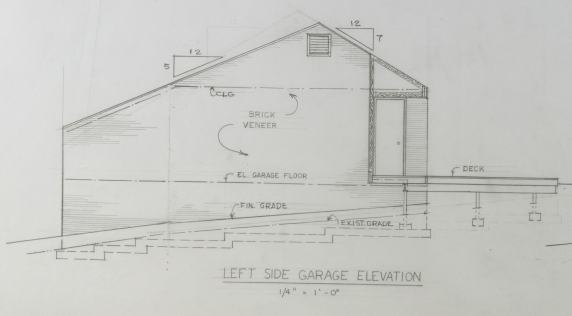 12
7
12
5
CLG
BRICK
VENEER
DECK
EL. GARAGE FLOOR
FIN. GRADE
EXIST. GRADE
LEFT SIDE GARAGE ELEVATION
1/4" = 1'-0"